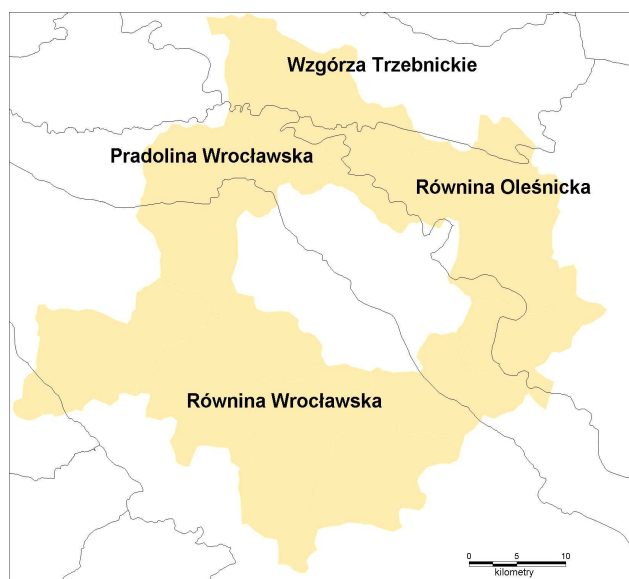 Wzgórza Trzebnickie
Pradolina Wrocławska
Równina Oleśnicka
Równina Wrocławska
0 5 10
kilometry